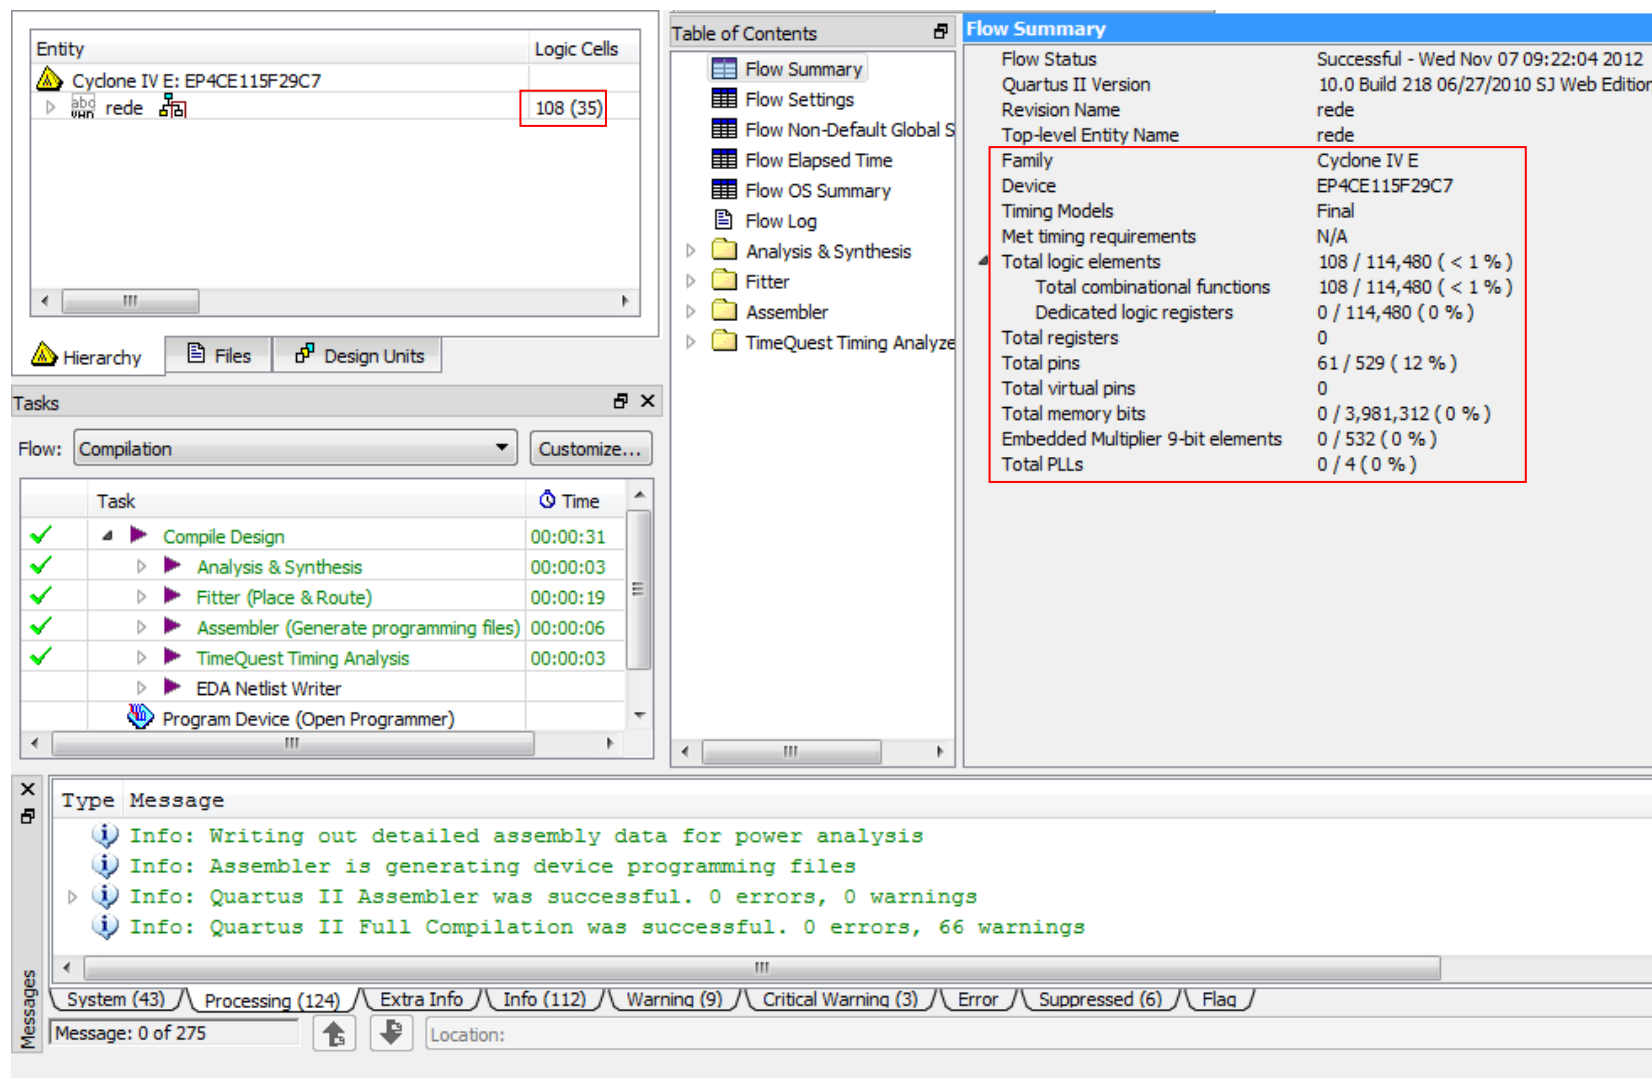 Entity Logic Cells
Cyclone IV E: EP4CE115F29C7
abd rede 108 (35)
Hierarchy Files Design Units
Tasks
Flow: Compilation Customize...
Task Time
Compile Design 00:00:31
Analysis & Synthesis 00:00:03
Fitter (Place & Route) 00:00:19
Assembler (Generate programming files) 00:00:06
TimeQuest Timing Analysis 00:00:03
EDA Netlist Writer
Program Device (Open Programmer)
Table of Contents
Flow Summary
Flow Settings
Flow Non-Default Global S
Flow Elapsed Time
Flow OS Summary
Flow Log
Analysis & Synthesis
Fitter
Assembler
TimeQuest Timing Analyze
Flow Summary
Flow Status Successful - Wed Nov 07 09:22:04 2012
Quartus II Version 10.0 Build 218 06/27/2010 SJ Web Edition
Revision Name rede
Top-level Entity Name rede
Family Cyclone IV E
Device EP4CE115F29C7
Timing Models Final
Met timing requirements N/A
Total logic elements 108 / 114,480 ( < 1 % )
Total combinational functions 108 / 114,480 ( < 1 % )
Dedicated logic registers 0 / 114,480 ( 0 % )
Total registers 0
Total pins 61 / 529 ( 12 % )
Total virtual pins 0
Total memory bits 0 / 3,981,312 ( 0 % )
Embedded Multiplier 9-bit elements 0 / 532 ( 0 % )
Total PLLs 0 / 4 ( 0 % )
Messages
Type Message
Info: Writing out detailed assembly data for power analysis
Info: Assembler is generating device programming files
Info: Quartus II Assembler was successful. 0 errors, 0 warnings
Info: Quartus II Full Compilation was successful. 0 errors, 66 warnings
System (43) Processing (124) Extra Info Info (112) Warning (9) Critical Warning (3) Error Suppressed (6) Flag
Message: 0 of 275 Location: